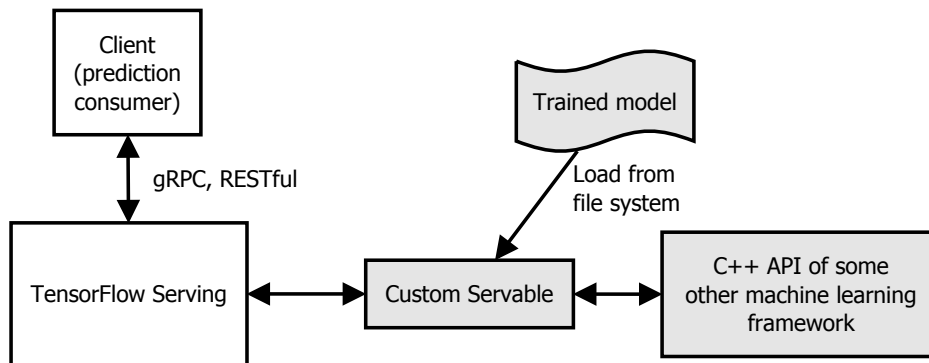 Client
(prediction
consumer)
Trained model
gRPC, RESTful
Load from
file system
TensorFlow Serving
Custom Servable
C++ API of some
other machine learning
framework